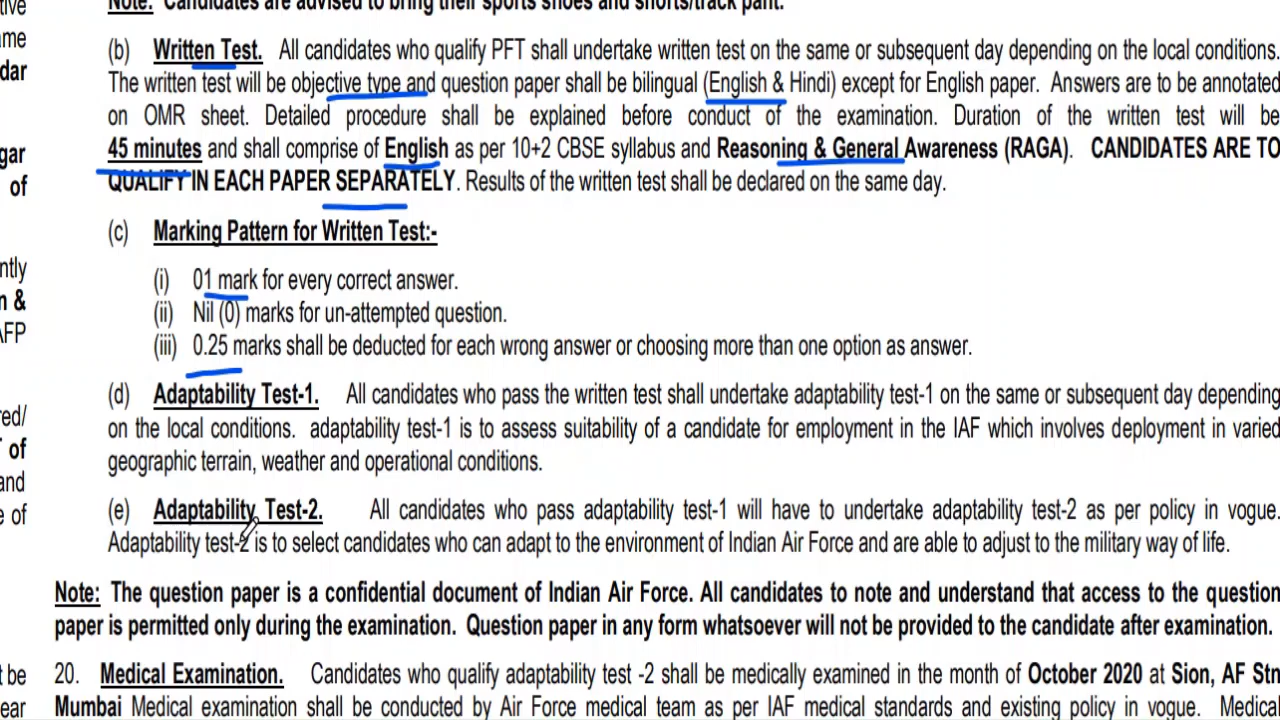 tive
Note: Candidates are advised to bring their sports shoes and shorts/track pant.
ame
(b) Written Test. All candidates who qualify PFT shall undertake written test on the same or subsequent day depending on the local conditions.
dar
The written test will be objective type and question paper shall be bilingual (English & Hindi) except for English paper. Answers are to be annotated
on OMR sheet. Detailed procedure shall be explained before conduct of the examination. Duration of the written test will be
gar
45 minutes and shall comprise of English as per 10+2 CBSE syllabus and Reasoning & General Awareness (RAGA). CANDIDATES ARE TO
of
QUALIFY IN EACH PAPER SEPARATELY. Results of the written test shall be declared on the same day.
(c) Marking Pattern for Written Test:-
ntly
(i) 01 mark for every correct answer.
n &
(ii) Nil (0) marks for un-attempted question.
AFP
(iii) 0.25 marks shall be deducted for each wrong answer or choosing more than one option as answer.
(d) Adaptability Test-1. All candidates who pass the written test shall undertake adaptability test-1 on the same or subsequent day depending
red/
on the local conditions. adaptability test-1 is to assess suitability of a candidate for employment in the IAF which involves deployment in varied
of
geographic terrain, weather and operational conditions.
and
(e) Adaptability Test-2. All candidates who pass adaptability test-1 will have to undertake adaptability test-2 as per policy in vogue.
e of
Adaptability test-2 is to select candidates who can adapt to the environment of Indian Air Force and are able to adjust to the military way of life.
Note: The question paper is a confidential document of Indian Air Force. All candidates to note and understand that access to the question
paper is permitted only during the examination. Question paper in any form whatsoever will not be provided to the candidate after examination.
t be
20. Medical Examination. Candidates who qualify adaptability test -2 shall be medically examined in the month of October 2020 at Sion, AF Stn
ear
Mumbai Medical examination shall be conducted by Air Force medical team as per IAF medical standards and existing policy in vogue. Medical